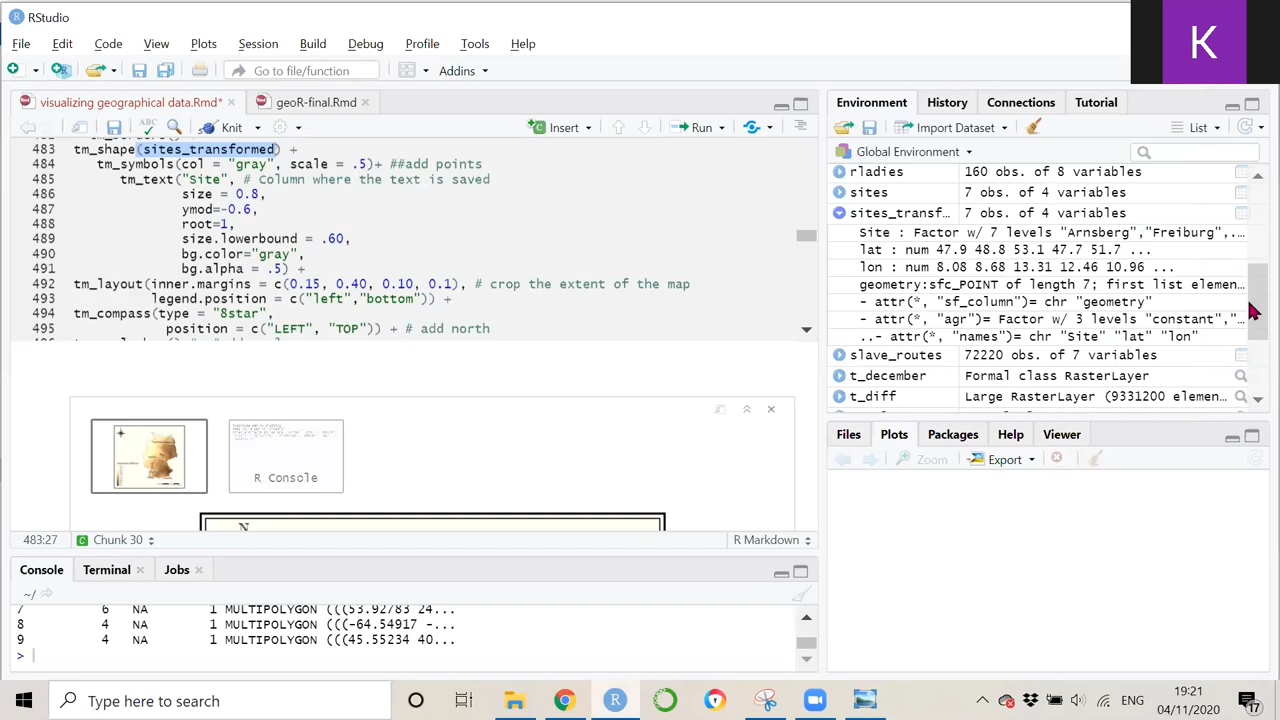 RStudio
K
File Edit Code View Plots Session Build Debug Profile Tools Help
Go to file/function Addins
visualizing geographical data.Rmd* geoR-final.Rmd
ABC Knit Insert Run
483 tm_shape(sites_transformed) +
484 tm_symbols(col = "gray", scale = .5)+ ##add points
485 tm_text("Site", # Column where the text is saved
486 size = 0.8,
487 ymod=-0.6,
488 root=1,
489 size.lowerbound = .60,
490 bg.color="gray",
491 bg.alpha = .5) +
492 tm_layout(inner.margins = c(0.15, 0.40, 0.10, 0.1), # crop the extent of the map
493 legend.position = c("left","bottom")) +
494 tm_compass(type = "8star",
495 position = c("LEFT", "TOP")) + # add north
R Console
N
483:27 Chunk 30 R Markdown
Console Terminal Jobs
~/
7 6 NA 1 MULTIPOLYGON (((53.92783 24...
8 4 NA 1 MULTIPOLYGON (((-64.54917 -...
9 4 NA 1 MULTIPOLYGON (((45.55234 40...
>
Environment History Connections Tutorial
Import Dataset List
Global Environment
rladies 160 obs. of 8 variables
sites 7 obs. of 4 variables
sites_transf… 7 obs. of 4 variables
Site : Factor w/ 7 levels "Arnsberg","Freiburg",..
lat : num 47.9 48.8 53.1 47.7 51.7 ...
lon : num 8.08 8.68 13.31 12.46 10.96 ...
geometry:sfc_POINT of length 7; first list elemen…
- attr(*, "sf_column")= chr "geometry"
- attr(*, "agr")= Factor w/ 3 levels "constant","…
..- attr(*, "names")= chr "Site" "lat" "lon"
slave_routes 72220 obs. of 7 variables
t_december Formal class RasterLayer
t_diff Large RasterLayer (9331200 elemen…
Files Plots Packages Help Viewer
Zoom Export
Type here to search
ENG
19:21
04/11/2020
17